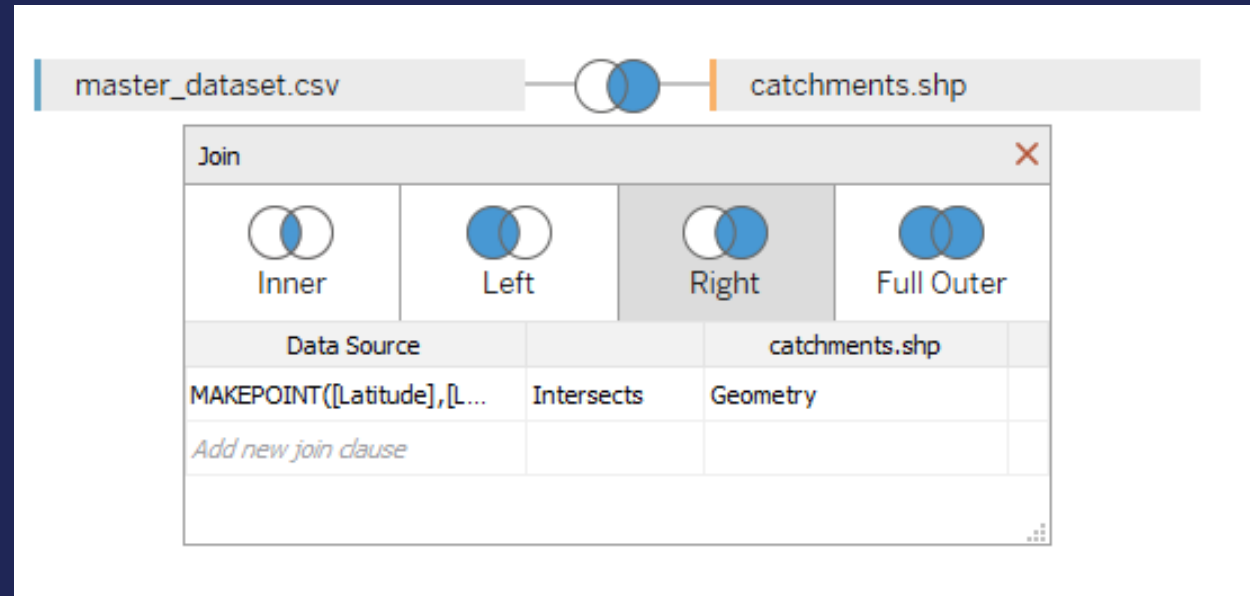 master_dataset.csv catchments.shp
Join
Inner Left Right Full Outer
Data Source catchments.shp
MAKEPOINT([Latitude],[L... Intersects Geometry
Add new join clause